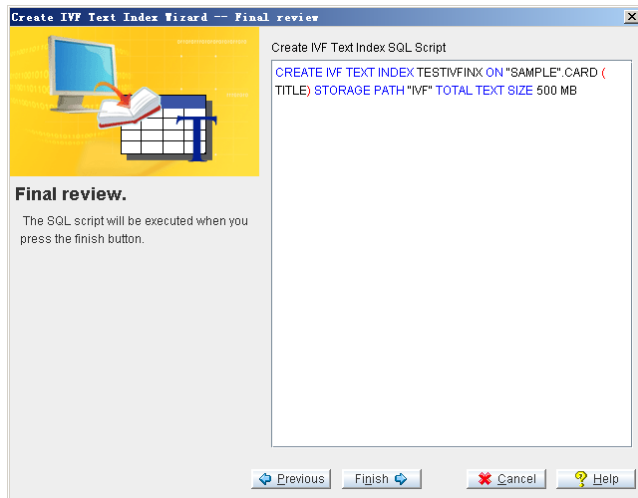 Create IVF Text Index Wizard -- Final review
Create IVF Text Index SQL Script
CREATE IVF TEXT INDEX TESTIVFINX ON "SAMPLE".CARD (
TITLE) STORAGE PATH "IVF" TOTAL TEXT SIZE 500 MB
T
Final review.
The SQL script will be executed when you
press the finish button.
Previous
Finish
Cancel
Help